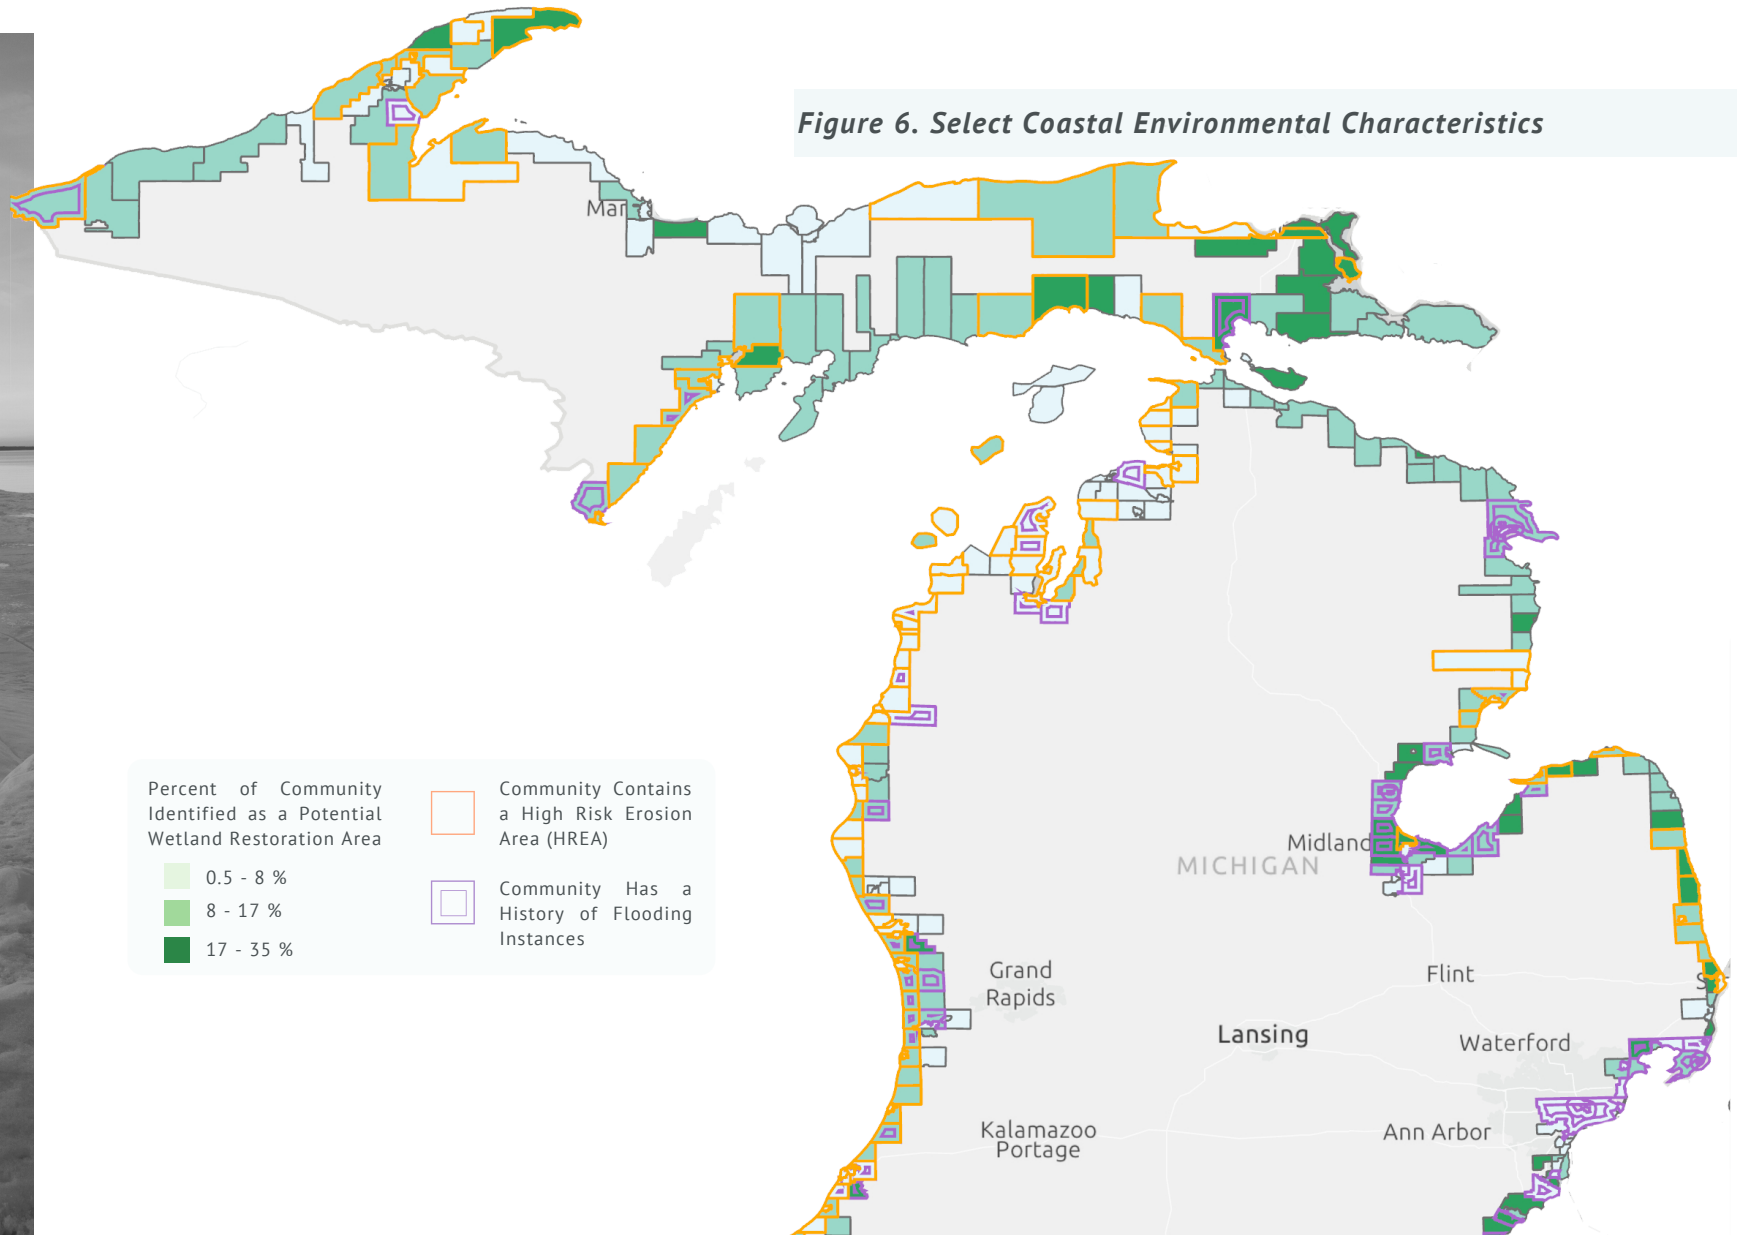 Figure 6. Select Coastal Environmental Characteristics
Mar
Percent of Community
Identified as a Potential
Wetland Restoration Area
0.5 - 8 %
8 - 17 %
17 - 35 %
Community Contains
a High Risk Erosion
Area (HREA)
Community Has a
History of Flooding
Instances
Midland
MICHIGAN
Grand
Rapids
Flint
S
Lansing
Waterford
Kalamazoo
Portage
Ann Arbor